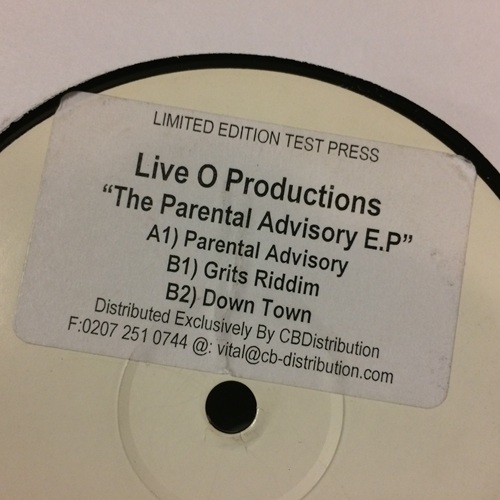 LIMITED EDITION TEST PRESS
Live O Productions
“The Parental Advisory E.P”
A1) Parental Advisory
B1) Grits Riddim
B2) Down Town
Distributed Exclusively By CBDistribution
F:0207 251 0744 @: vital@cb-distribution.com